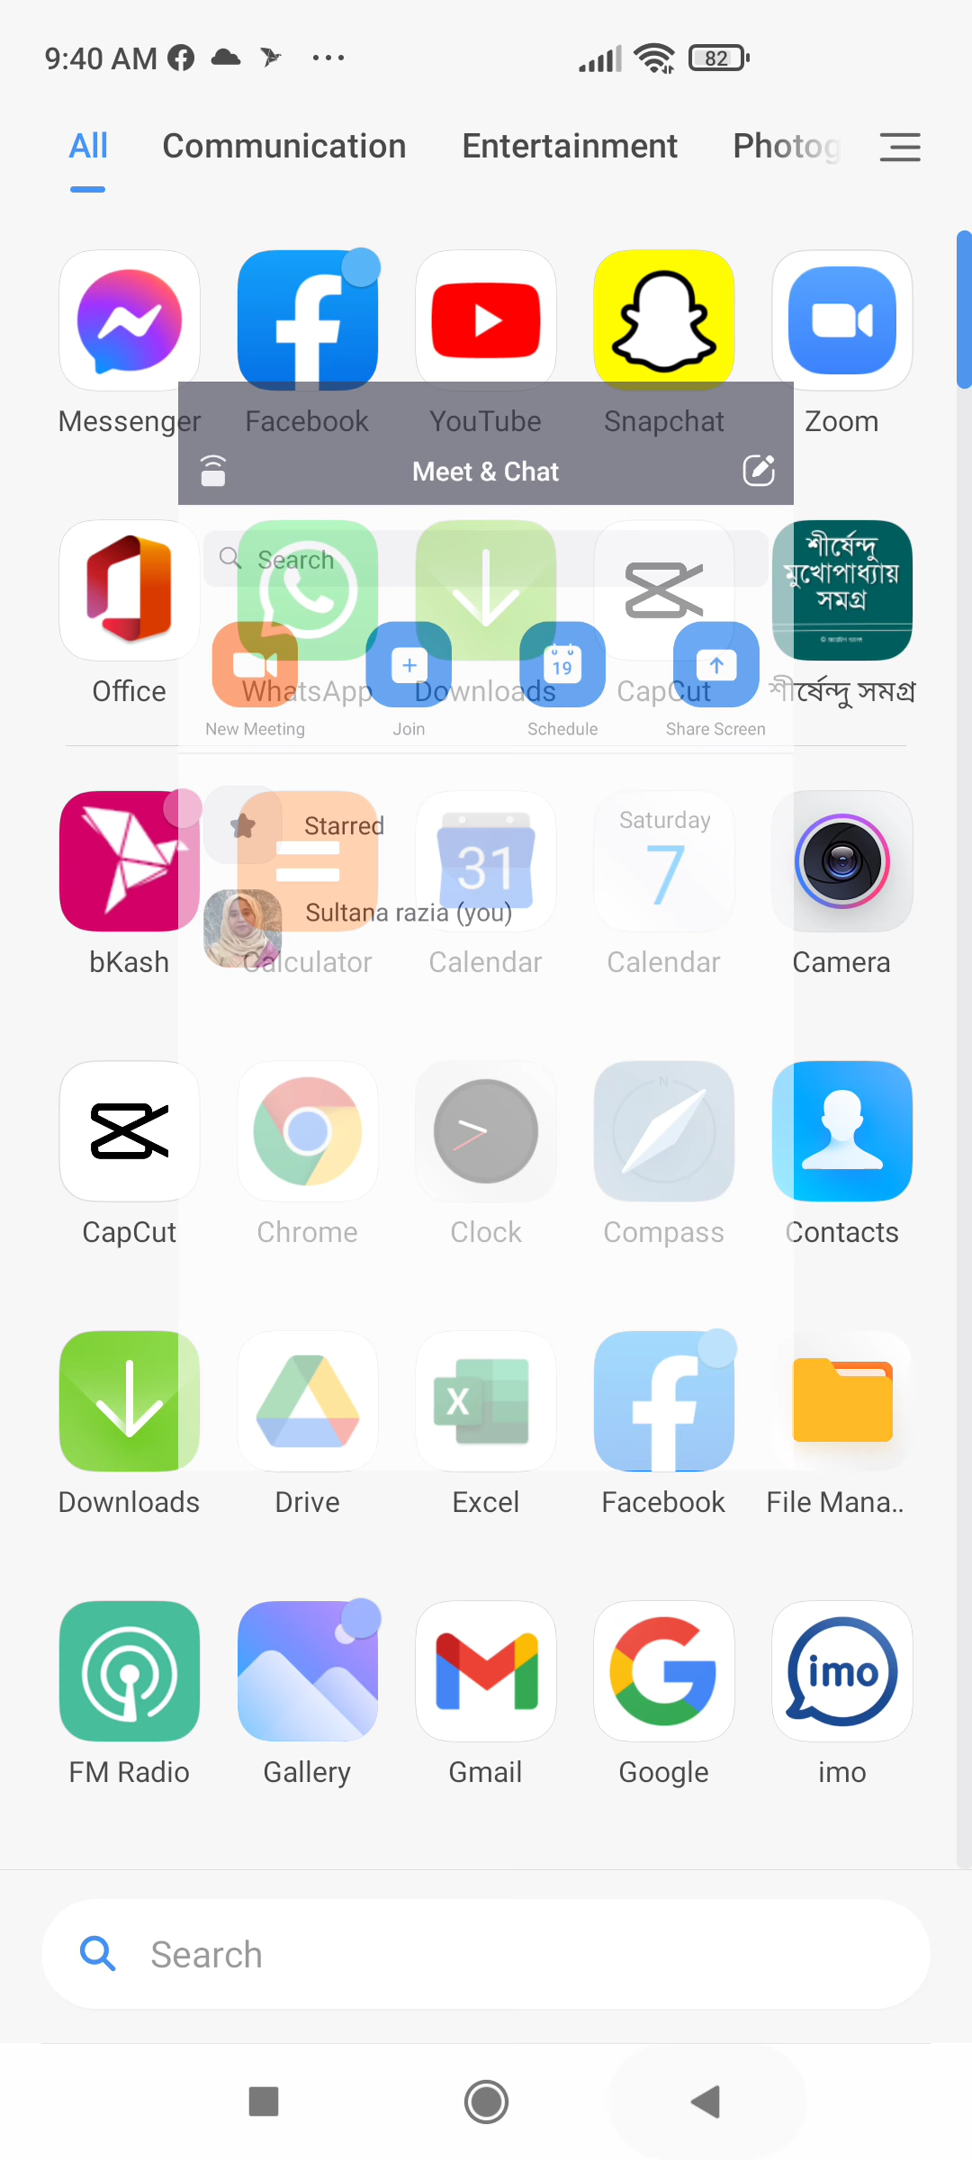 9:40 AM
82
All Communication Entertainment Photog
Messenger Facebook YouTube Snapchat Zoom
Meet & Chat
Search
শীর্ষেন্দু
মুখোপাধ্যায়
সমগ্র
19
Office WhatsApp Downloads CapCut শীর্ষেন্দু সমগ্র
New Meeting Join Schedule Share Screen
Starred
31
Saturday
7
Sultana razia (you)
bKash Calculator Calendar Calendar Camera
N
CapCut Chrome Clock Compass Contacts
X
Downloads Drive Excel Facebook File Mana..
imo
FM Radio Gallery Gmail Google imo
Search